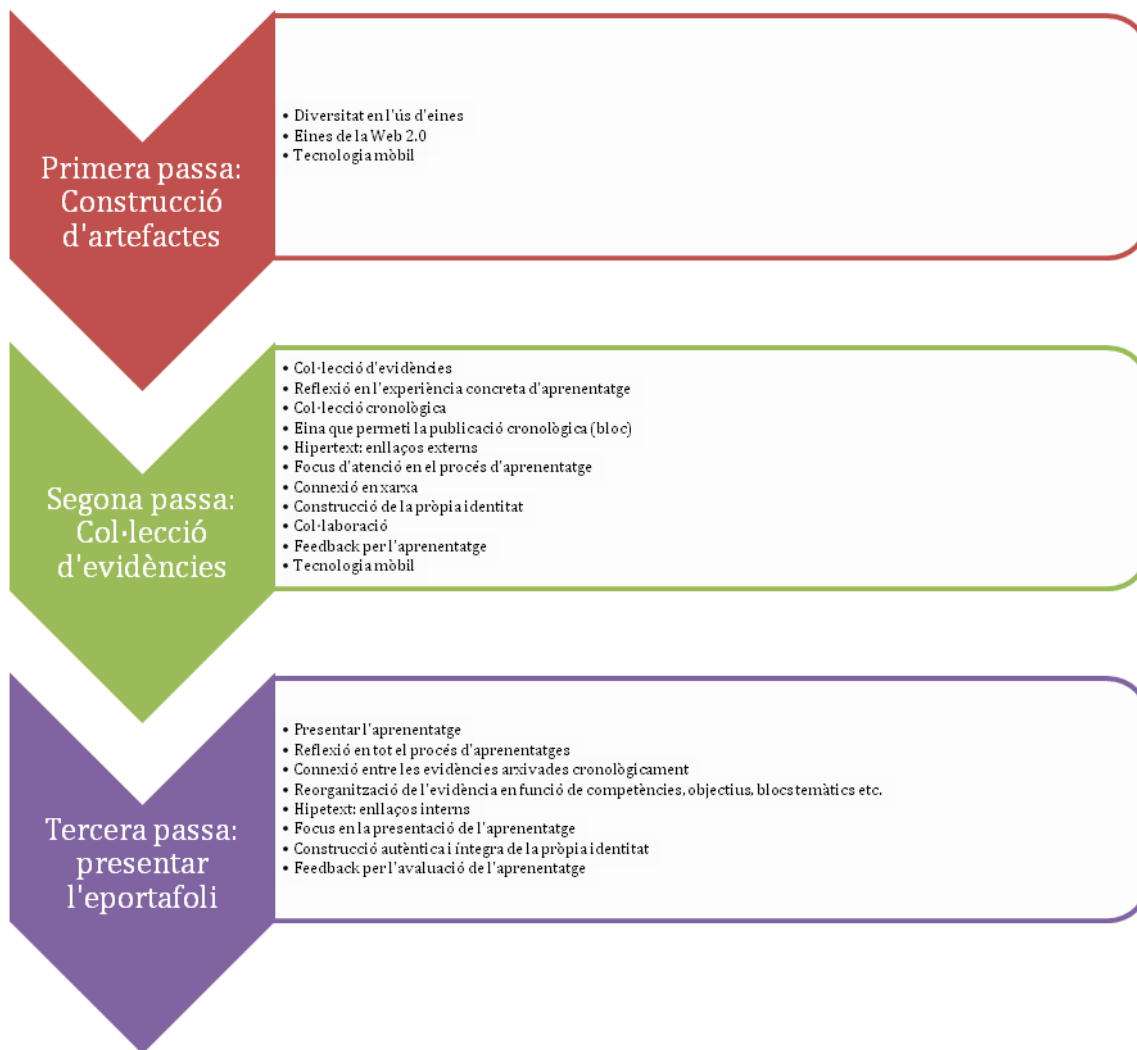 Primera passa:
Construcció
d'artefactes
• Diversitat en l'ús d'eines
• Eines de la Web 2.0
• Tecnologia mòbil
Segona passa:
Col·lecció
d'evidències
• Col·lecció d'evidències
• Reflexió en l'experiència concreta d'aprenentatge
• Col·lecció cronològica
• Eina que permeti la publicació cronològica (bloc)
• Hipertext: enllaços externs
• Focus d'atenció en el procés d'aprenentatge
• Connexió en xarxa
• Construcció de la pròpia identitat
• Col·laboració
• Feedback per l'aprenentatge
• Tecnologia mòbil
Tercera passa:
presentar
l'eportafoli
• Presentar l'aprenentatge
• Reflexió en tot el procés d'aprenentatges
• Connexió entre les evidències arxivades cronològicament
• Reorganització de l'evidència en funció de competències, objectius, blocs temàtics etc.
• Hipetext: enllaços interns
• Focus en la presentació de l'aprenentatge
• Construcció autèntica i íntegra de la pròpia identitat
• Feedback per l'avaluació de l'aprenentatge